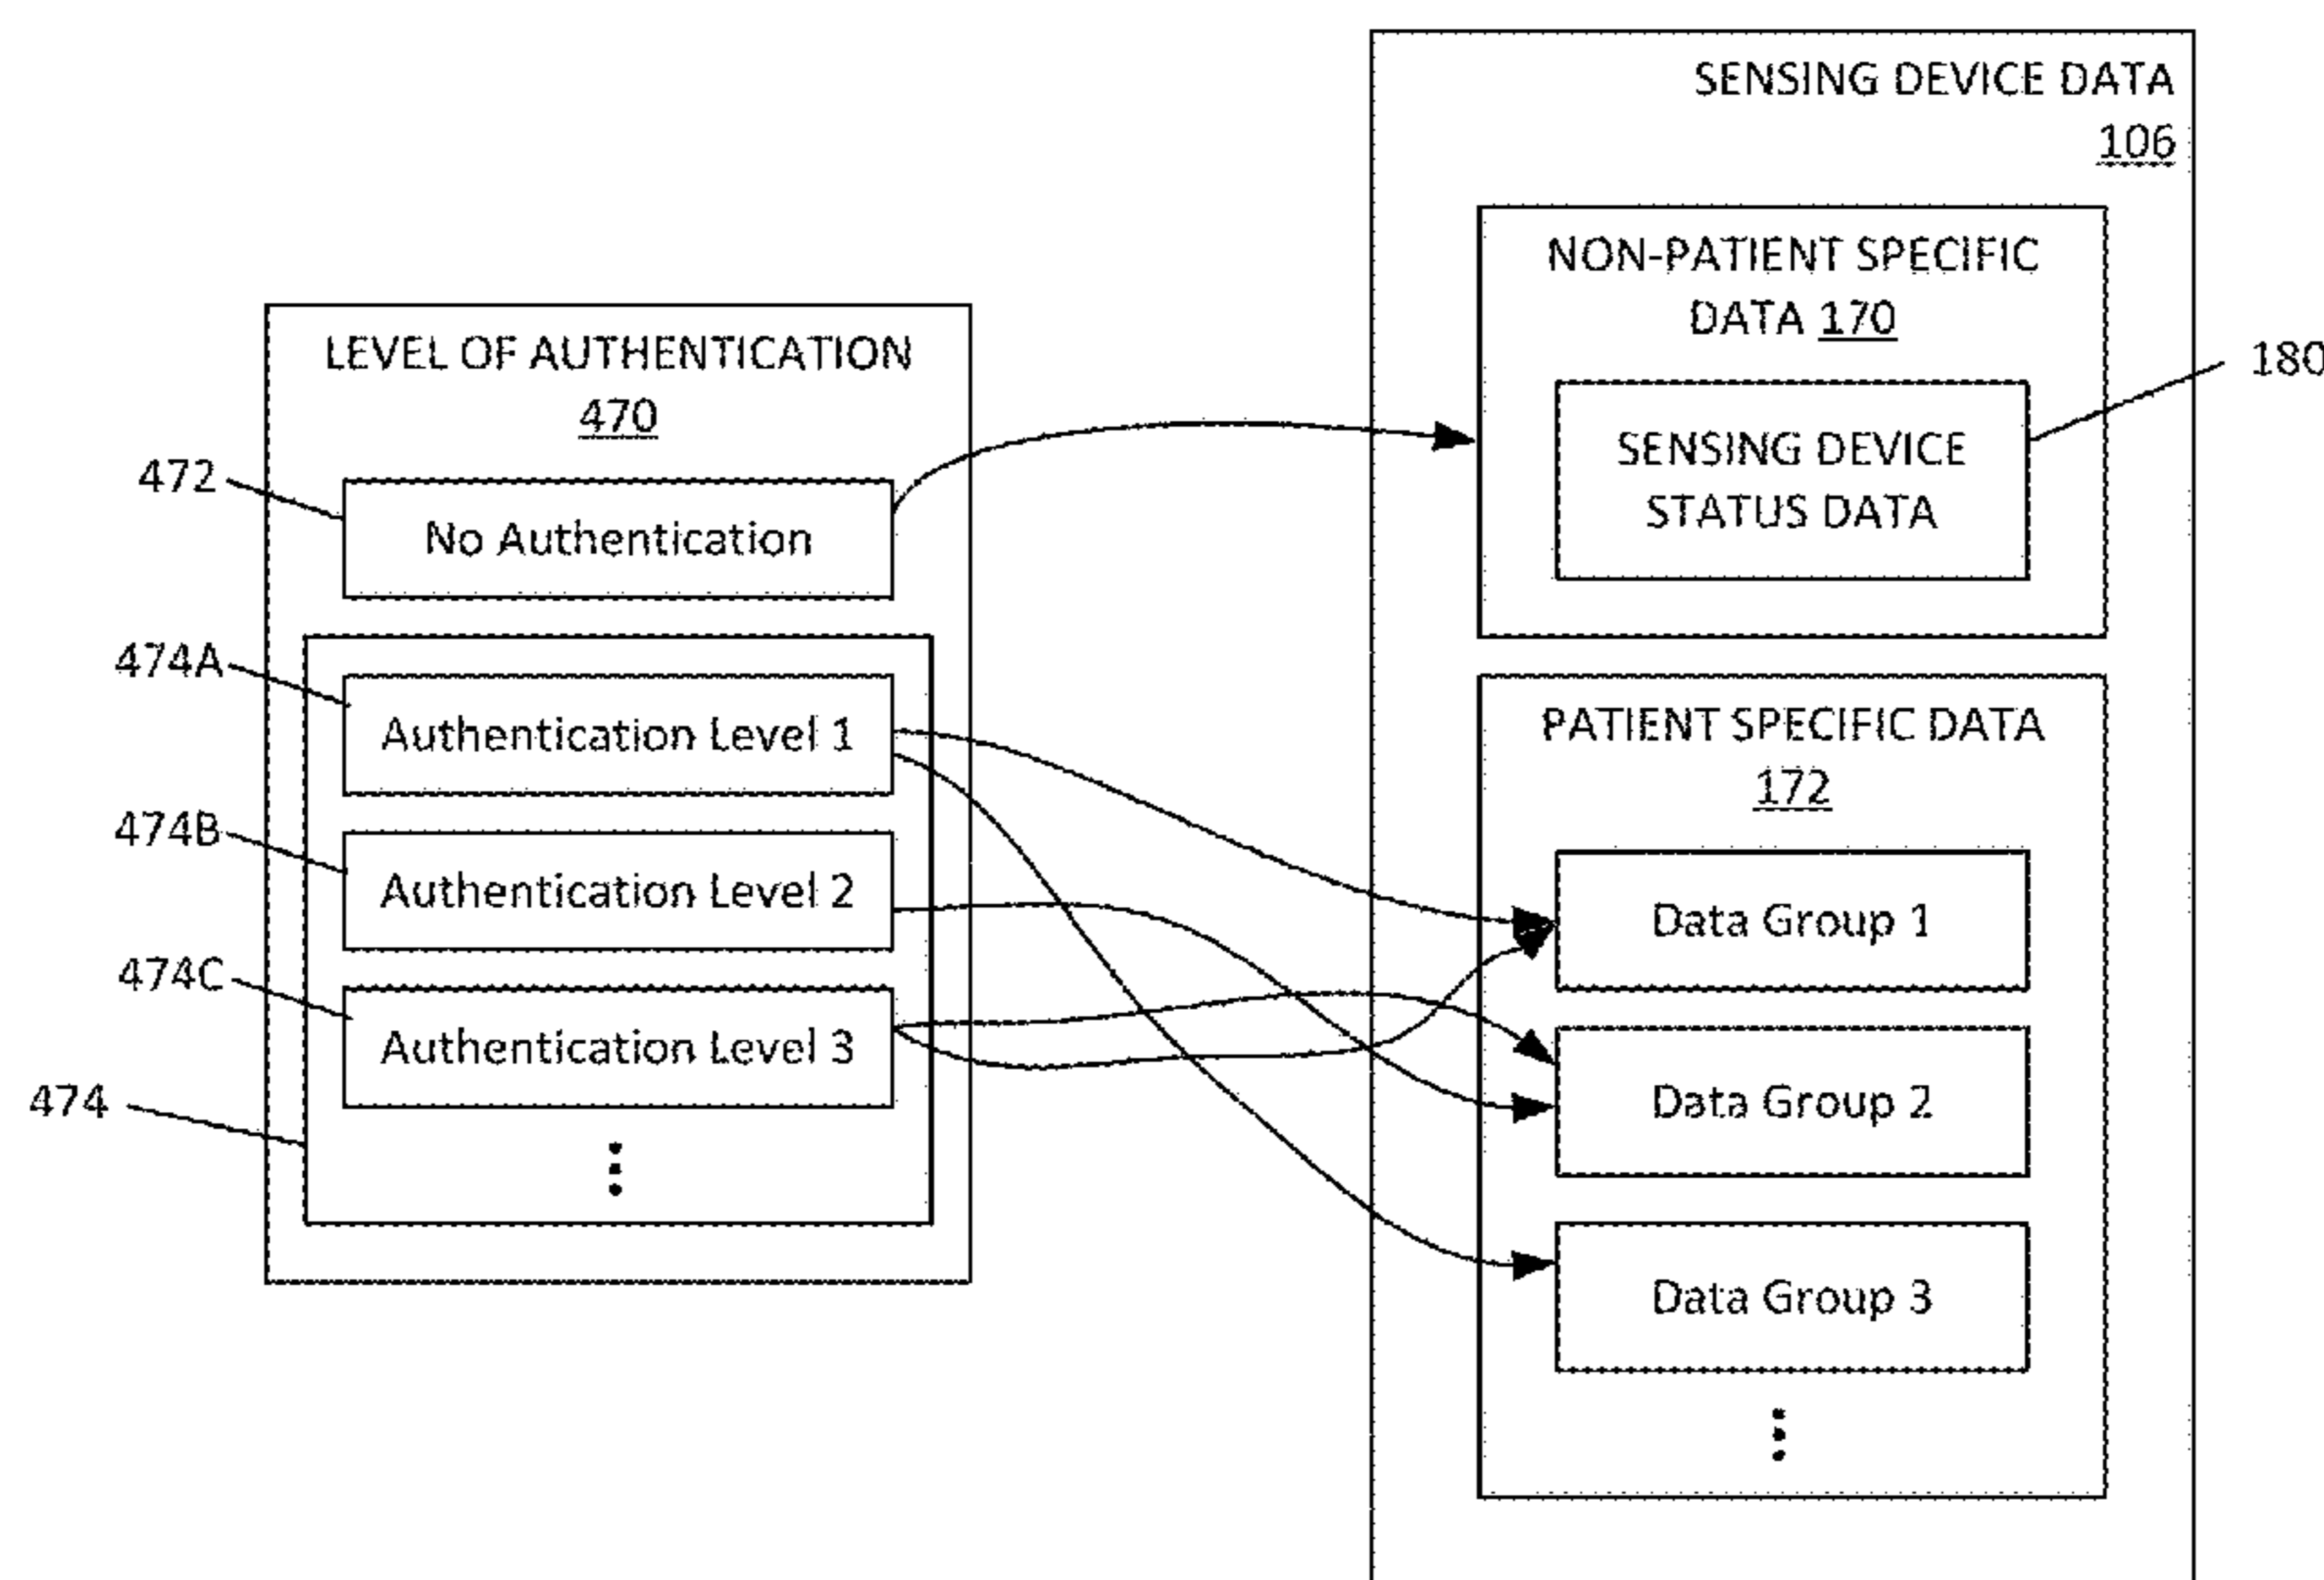 SENSING DEVICE DATA
106
NON-PATIENT SPECIFIC
DATA 170
180
SENSING DEVICE
STATUS DATA
LEVEL OF AUTHENTICATION
470
472
No Authentication
474A
Authentication Level 1
474B
Authentication Level 2
474C
Authentication Level 3
474
PATIENT SPECIFIC DATA
172
Data Group 1
Data Group 2
Data Group 3